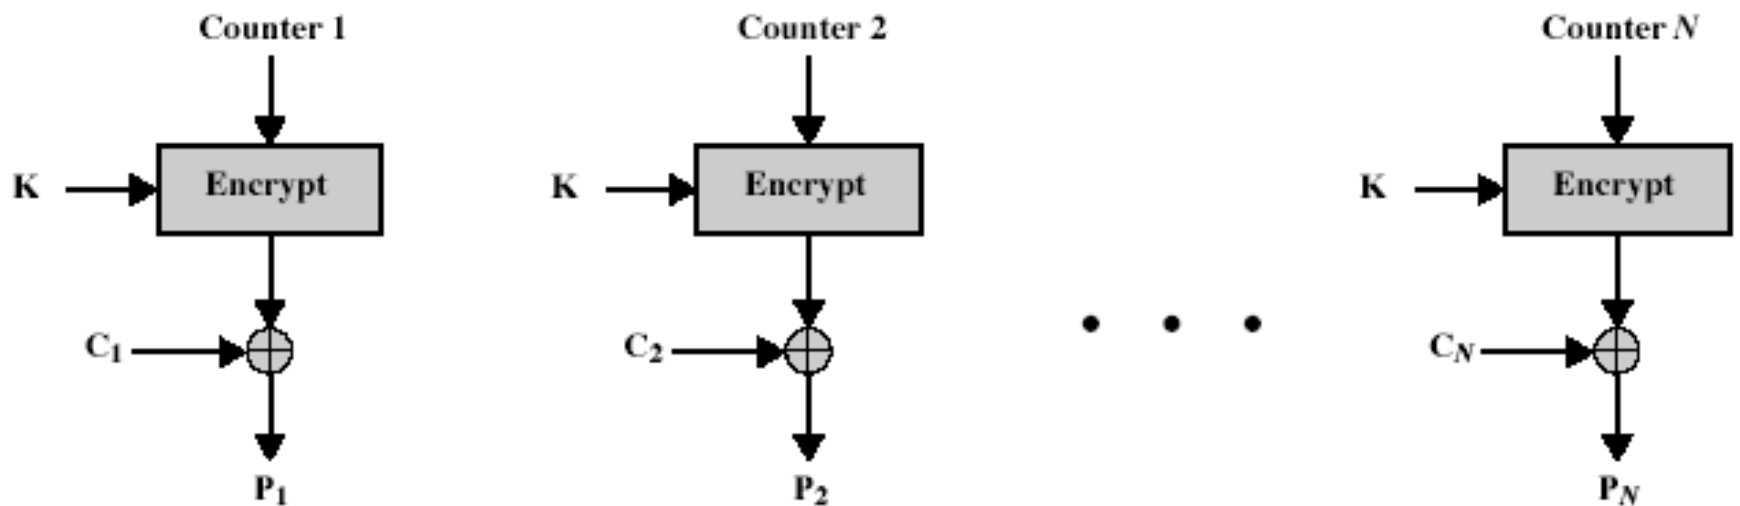 Counter 1 Counter 2 Counter N
K Encrypt K Encrypt K Encrypt
C1 C2 CN
P1 P2 PN